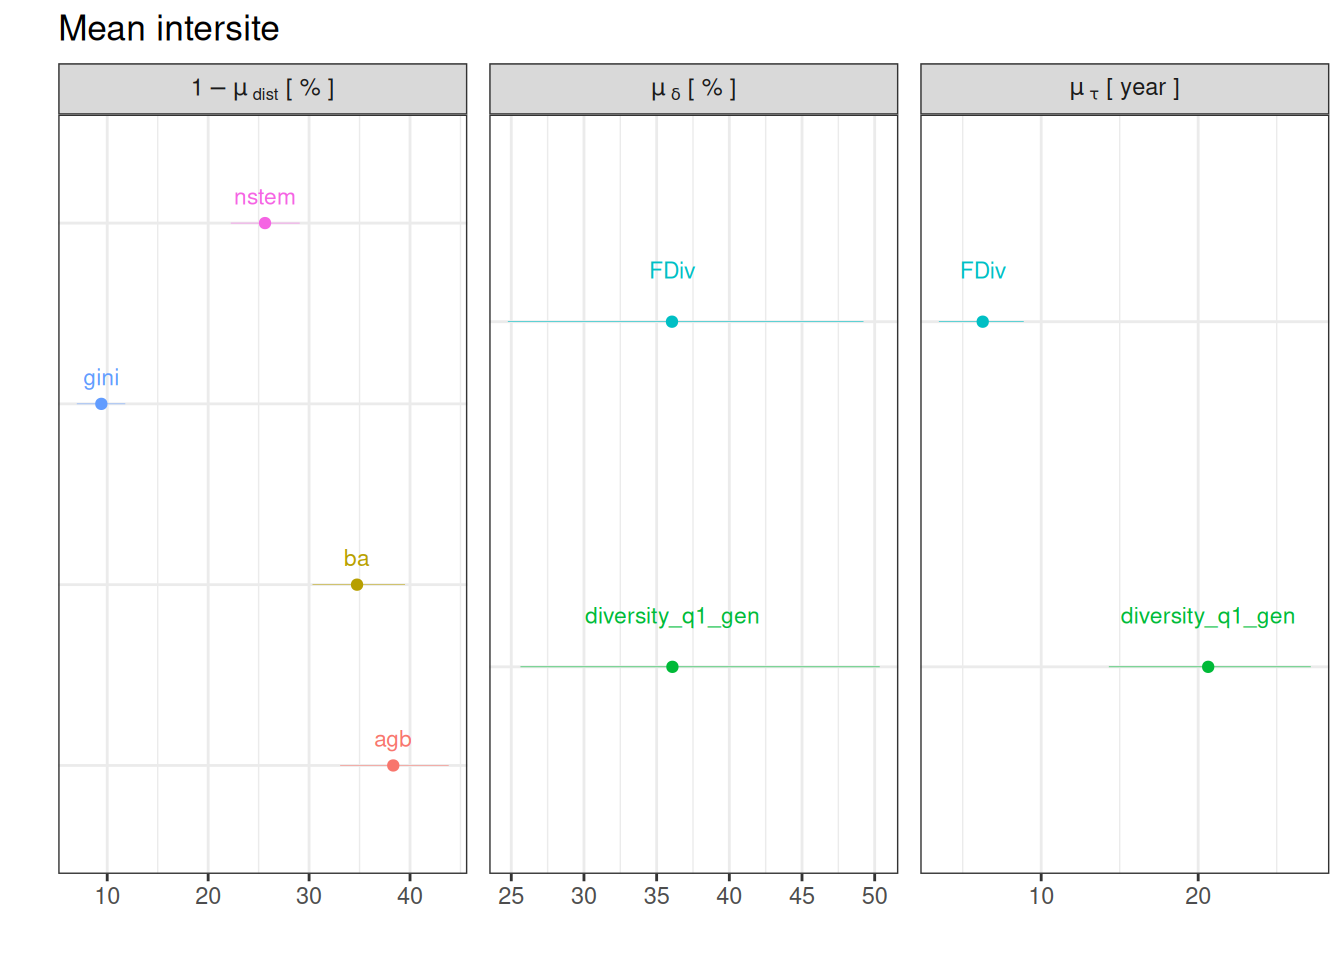 Mean intersite
1 − μ dist [ % ]
μ δ [ % ]
μ τ [ year ]
nstem
gini
ba
agb
FDiv
diversity_q1_gen
FDiv
diversity_q1_gen
10 20 30 40
25 30 35 40 45 50
10 20